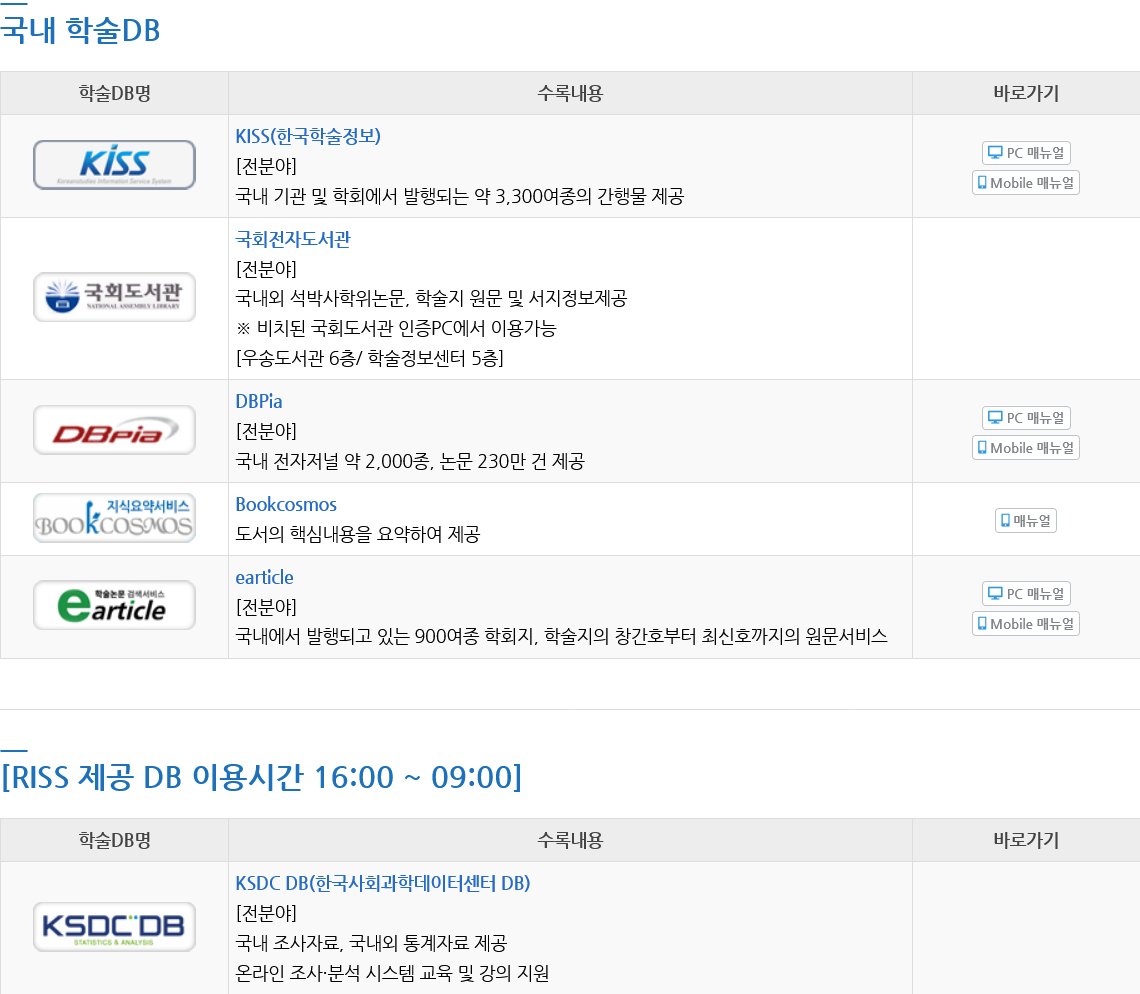 국내 학술DB
학술DB명 수록내용 바로가기
KISS
Koreanstudies Information Service System
KISS(한국학술정보)
[전분야]
국내 기관 및 학회에서 발행되는 약 3,300여종의 간행물 제공
PC 매뉴얼
Mobile 매뉴얼
국회도서관
NATIONAL ASSEMBLY LIBRARY
국회전자도서관
[전분야]
국내외 석박사학위논문, 학술지 원문 및 서지정보제공
※ 비치된 국회도서관 인증PC에서 이용가능
[우송도서관 6층/ 학술정보센터 5층]
DBpia
DBPia
[전분야]
국내 전자저널 약 2,000종, 논문 230만 건 제공
PC 매뉴얼
Mobile 매뉴얼
지식요약서비스
BOOKCOSMOS
Bookcosmos
도서의 핵심내용을 요약하여 제공
매뉴얼
학술논문 검색서비스
earticle
earticle
[전분야]
국내에서 발행되고 있는 900여종 학회지, 학술지의 창간호부터 최신호까지의 원문서비스
PC 매뉴얼
Mobile 매뉴얼
[RISS 제공 DB 이용시간 16:00 ~ 09:00]
학술DB명 수록내용 바로가기
KSDC DB
STATISTICS & ANALYSIS
KSDC DB(한국사회과학데이터센터 DB)
[전분야]
국내 조사자료, 국내외 통계자료 제공
온라인 조사·분석 시스템 교육 및 강의 지원